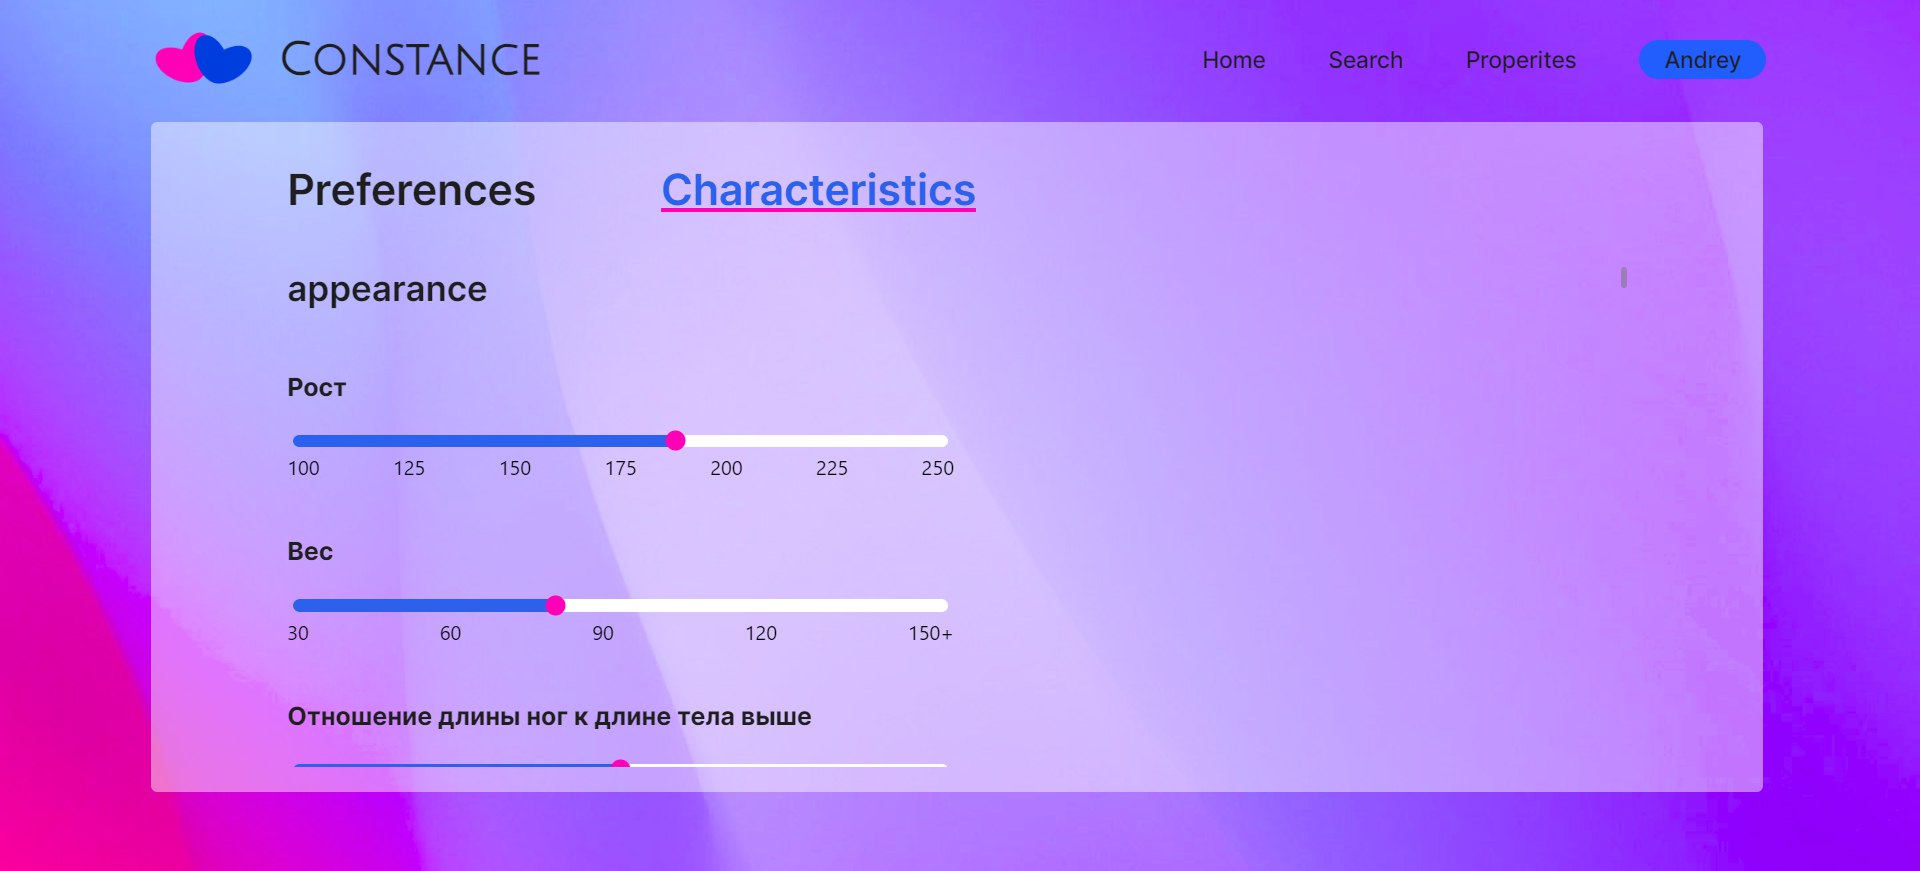 CONSTANCE
Home Search Properites Andrey
Preferences Characteristics
appearance
Рост
100 125 150 175 200 225 250
Вес
30 60 90 120 150+
Отношение длины ног к длине тела выше